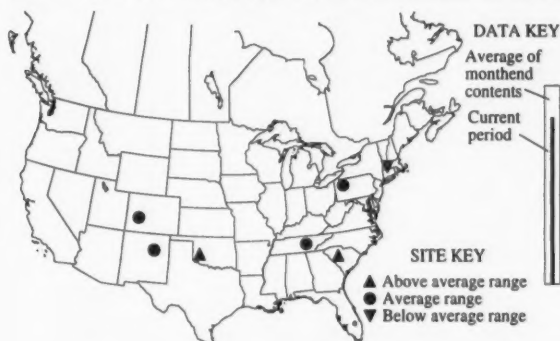 DATA KEY
Average of
monthend
contents
Current
period
SITE KEY
Above average range
Average range
Below average range